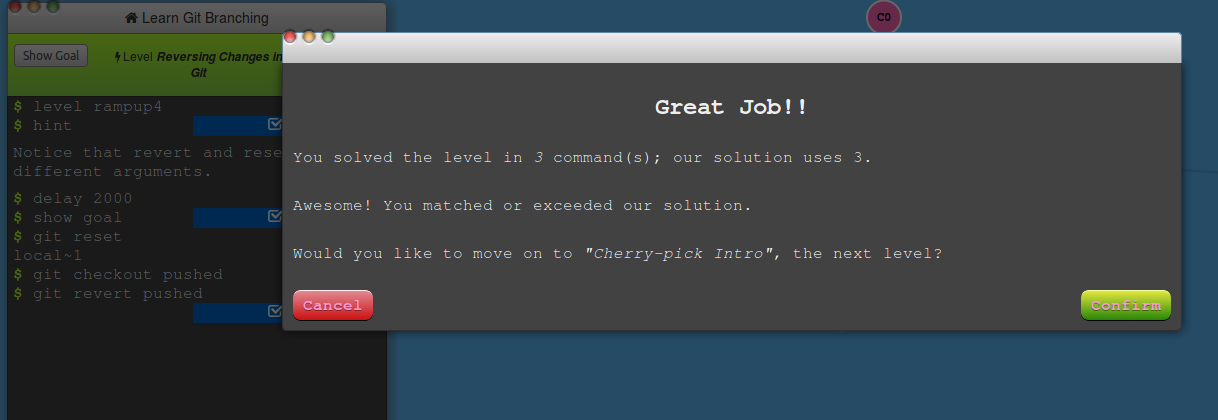 Learn Git Branching
C0
Show Goal
Level Reversing Changes in
Git
$ level rampup4
$ hint
Notice that revert and rese
different arguments.
$ delay 2000
$ show goal
$ git reset
local~1
$ git checkout pushed
$ git revert pushed
Great Job!!
You solved the level in 3 command(s); our solution uses 3.
Awesome! You matched or exceeded our solution.
Would you like to move on to "Cherry-pick Intro", the next level?
Cancel
Confirm